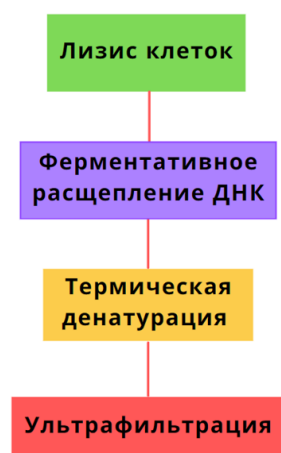 Лизис клеток
Ферментативное
расщепление ДНК
Термическая
денатурация
Ультрафильтрация